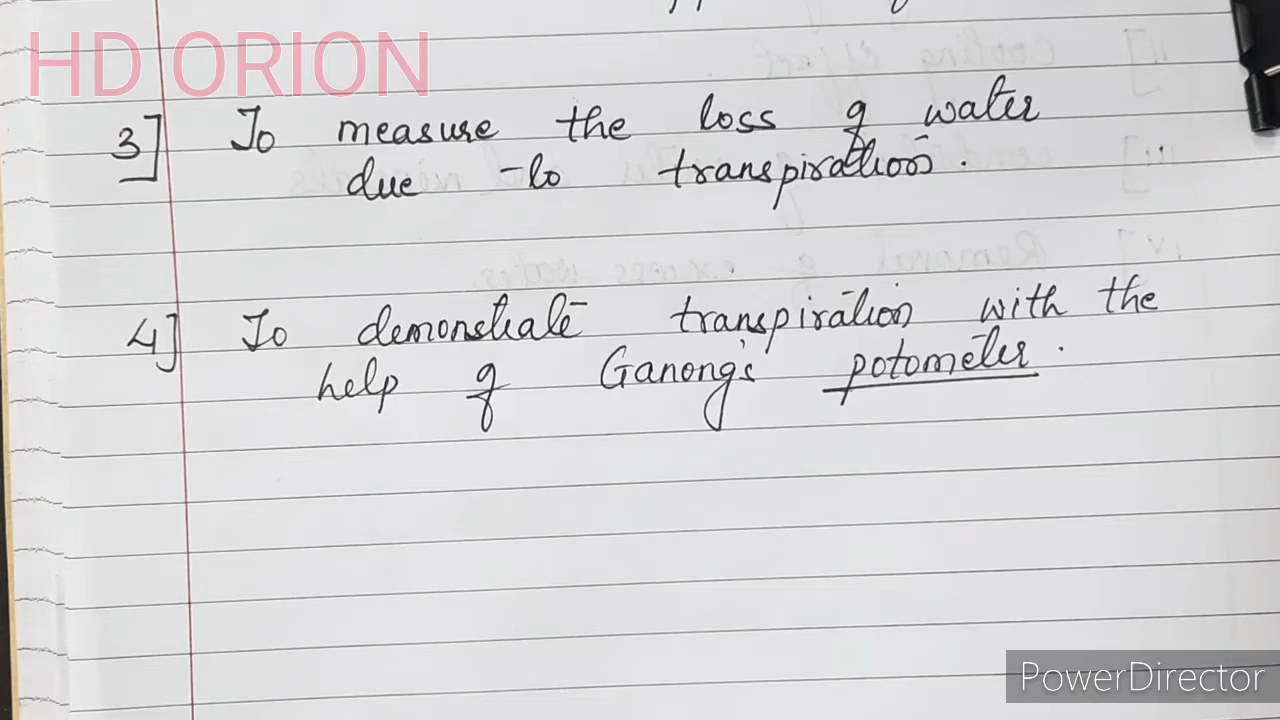 HD ORION
3] To measure the loss of water
due to transpiration.
4] To demonstrate transpiration with the
help of Ganong's potometer.
PowerDirector